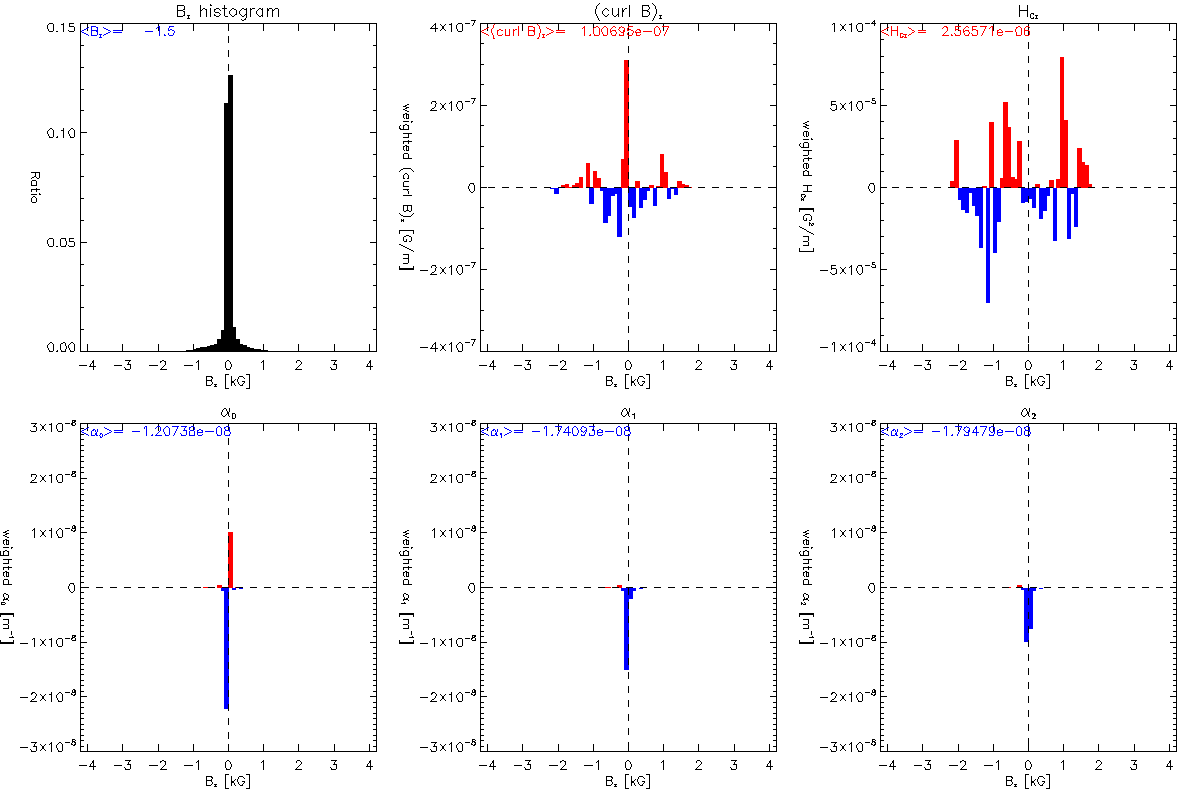 B_z histogram
<B_z>= -1.5
0.15
0.10
0.05
0.00
Ratio
-4 -3 -2 -1 0 1 2 3 4
B_z [kG]
(curl B)_z
<(curl B)_z>= 1.00695e-07
4×10⁻⁷
2×10⁻⁷
0
-2×10⁻⁷
-4×10⁻⁷
weighted (curl B)_z [G/m]
-4 -3 -2 -1 0 1 2 3 4
B_z [kG]
H_Cz
<H_Cz>= 2.56571e-06
1×10⁻⁴
5×10⁻⁵
0
-5×10⁻⁵
-1×10⁻⁴
weighted H_Cz [G²/m]
-4 -3 -2 -1 0 1 2 3 4
B_z [kG]
α₀
<α₀>= -1.20738e-08
3×10⁻⁸
2×10⁻⁸
1×10⁻⁸
0
-1×10⁻⁸
-2×10⁻⁸
-3×10⁻⁸
weighted α₀ [m⁻¹]
-4 -3 -2 -1 0 1 2 3 4
B_z [kG]
α₁
<α₁>= -1.74093e-08
3×10⁻⁸
2×10⁻⁸
1×10⁻⁸
0
-1×10⁻⁸
-2×10⁻⁸
-3×10⁻⁸
weighted α₁ [m⁻¹]
-4 -3 -2 -1 0 1 2 3 4
B_z [kG]
α₂
<α₂>= -1.79479e-08
3×10⁻⁸
2×10⁻⁸
1×10⁻⁸
0
-1×10⁻⁸
-2×10⁻⁸
-3×10⁻⁸
weighted α₂ [m⁻¹]
-4 -3 -2 -1 0 1 2 3 4
B_z [kG]